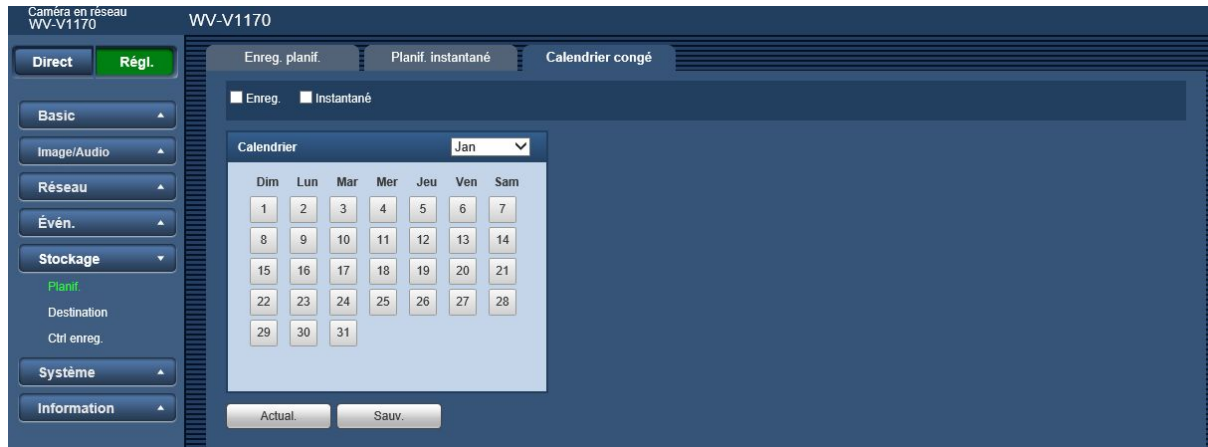 Caméra en réseau
WV-V1170
WV-V1170
Direct
Régl.
Basic
Image/Audio
Réseau
Évén.
Stockage
Planif.
Destination
Ctrl enreg.
Système
Information
Enreg. planif.
Planif. instantané
Calendrier congé
Enreg.
Instantané
Calendrier
Jan
Dim Lun Mar Mer Jeu Ven Sam
1 2 3 4 5 6 7
8 9 10 11 12 13 14
15 16 17 18 19 20 21
22 23 24 25 26 27 28
29 30 31
Actual.
Sauv.